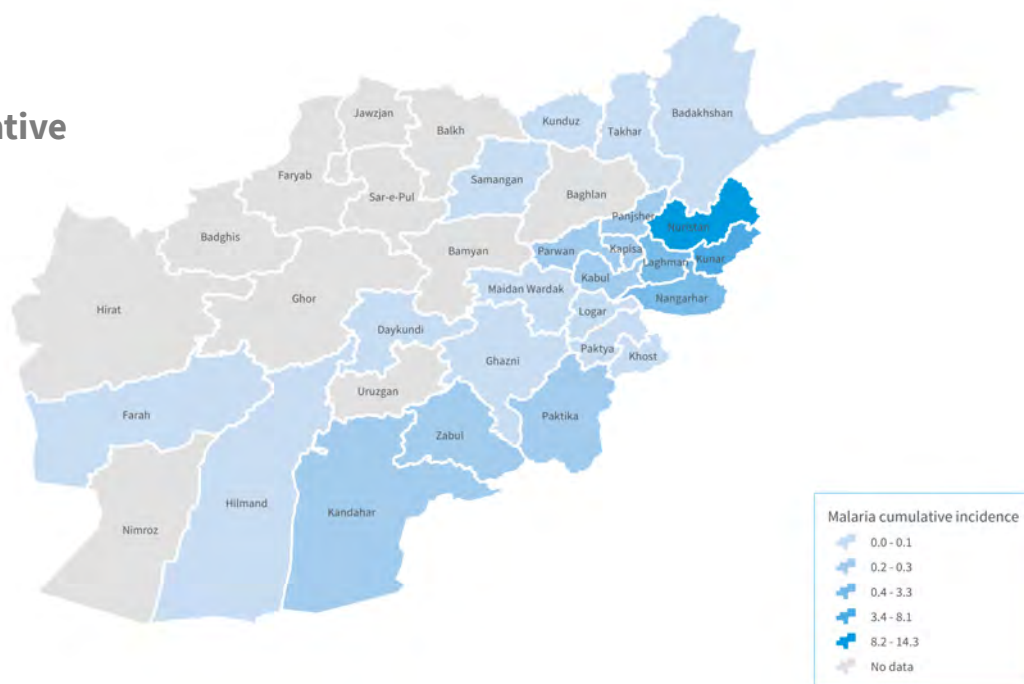 ative
Jawzjan
Balkh
Kunduz
Takhar
Badakhshan
Faryab
Sar-e-Pul
Samangan
Baghlan
Panjsher
Nuristan
Badghis
Bamyan
Parwan
Kapisa
Laghman
Kunar
Kabul
Hirat
Ghor
Maidan Wardak
Nangarhar
Logar
Daykundi
Paktya
Khost
Ghazni
Uruzgan
Farah
Zabul
Paktika
Hilmand
Kandahar
Nimroz
Malaria cumulative incidence
0.0 - 0.1
0.2 - 0.3
0.4 - 3.3
3.4 - 8.1
8.2 - 14.3
No data